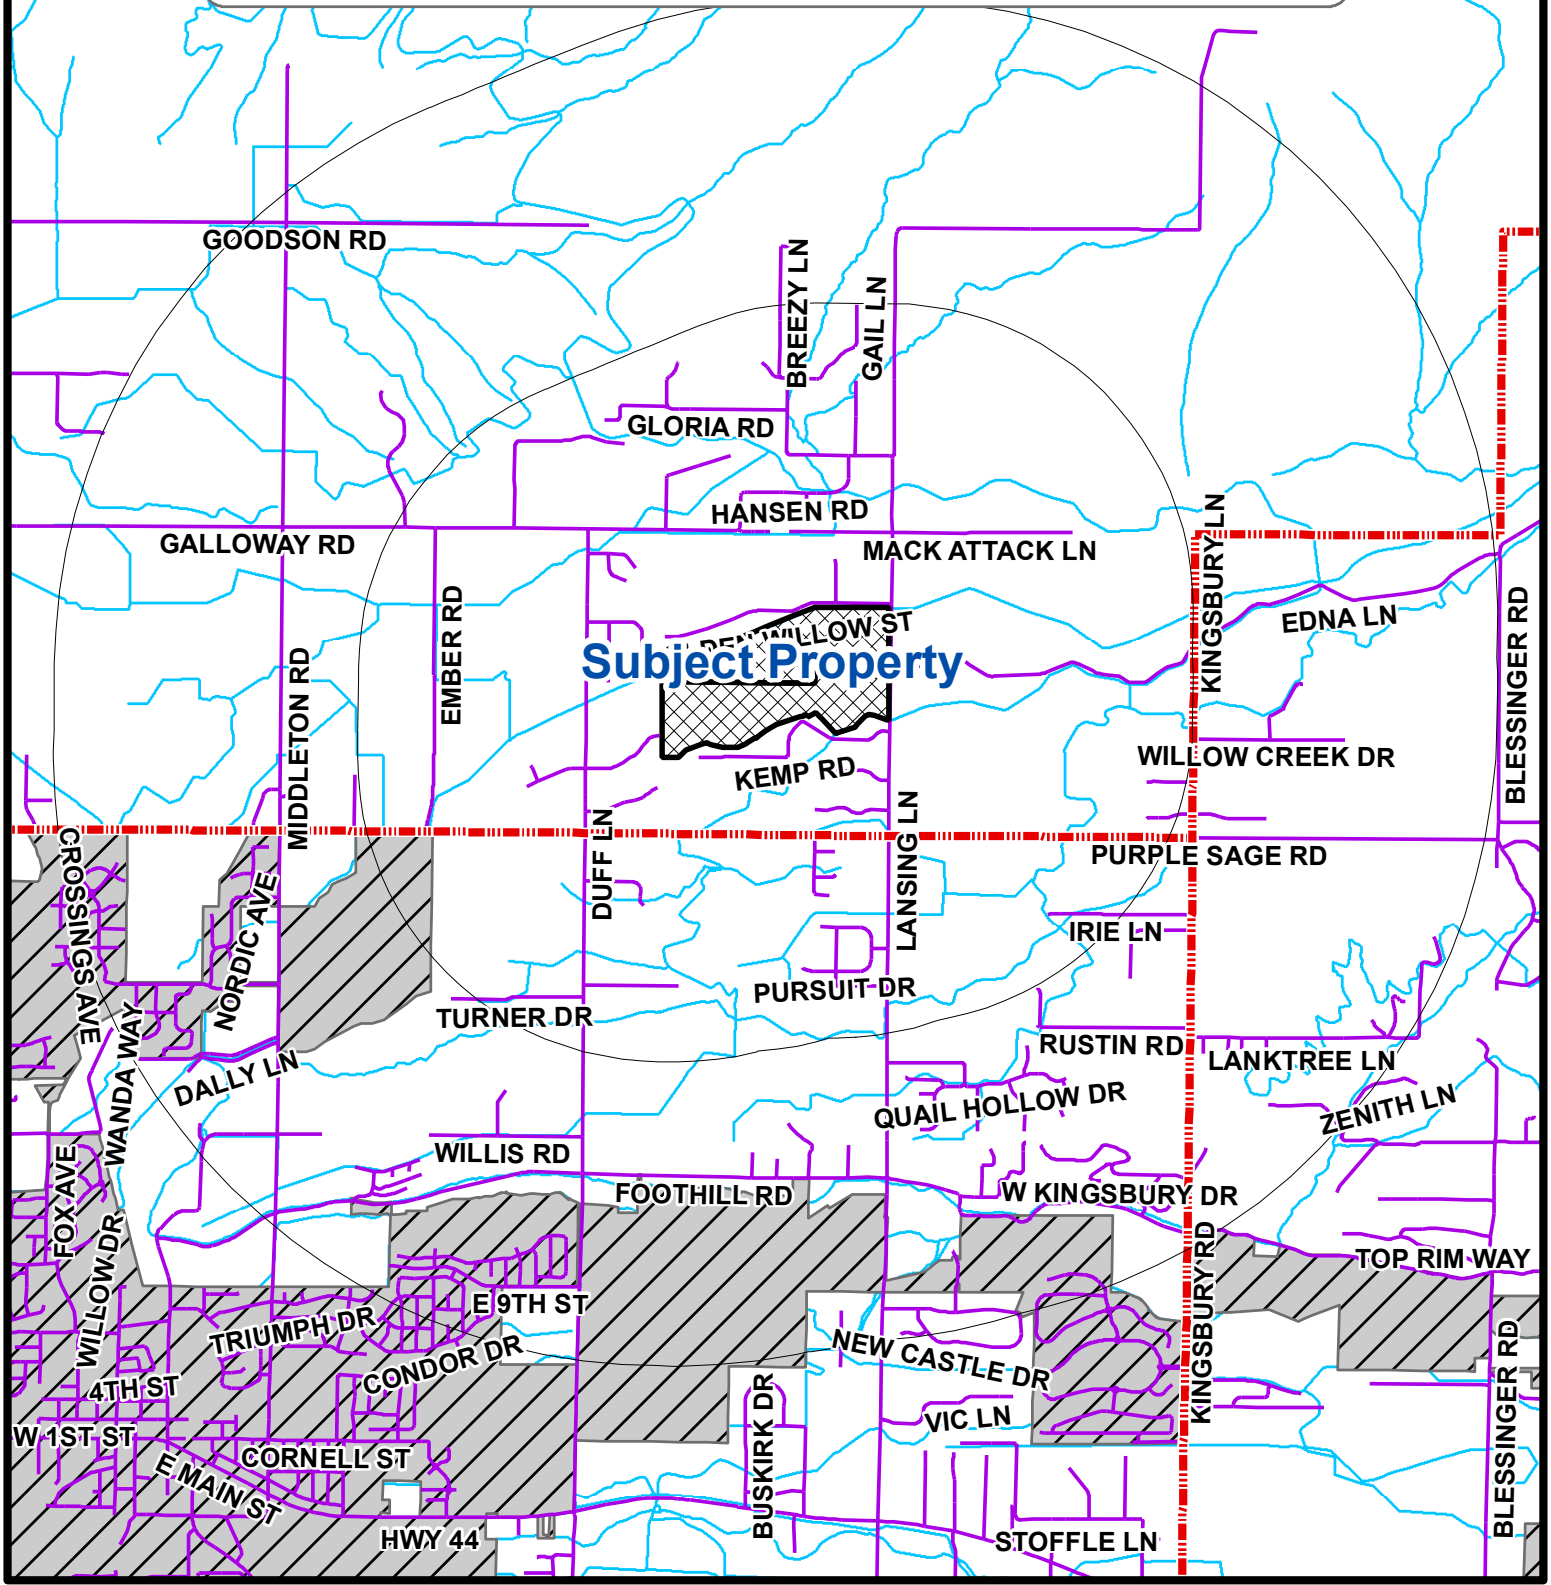 GOODSON RD
BREEZY LN
GAIL LN
GLORIA RD
HANSEN RD
GALLOWAY RD
MACK ATTACK LN
KINGSBURY LN
EDNA LN
BLESSINGER RD
EMBER RD
MIDDLETON RD
WILLOW ST
Subject Property
WILLOW CREEK DR
KEMP RD
DUFF LN
LANSING LN
PURPLE SAGE RD
CROSSINGS AVE
NORDIC AVE
IRIE LN
PURSUIT DR
TURNER DR
RUSTIN RD
LANKTREE LN
WANDA WAY
DALLY LN
QUAIL HOLLOW DR
ZENITH LN
WILLIS RD
FOX AVE
FOOTHILL RD
W KINGSBURY DR
WILLOW DR
KINGSBURY RD
TOP RIM WAY
E 9TH ST
TRIUMPH DR
CONDOR DR
NEW CASTLE DR
4TH ST
BUSKIRK DR
VIC LN
BLESSINGER RD
W 1ST ST
CORNELL ST
E MAIN ST
HWY 44
STOFFLE LN